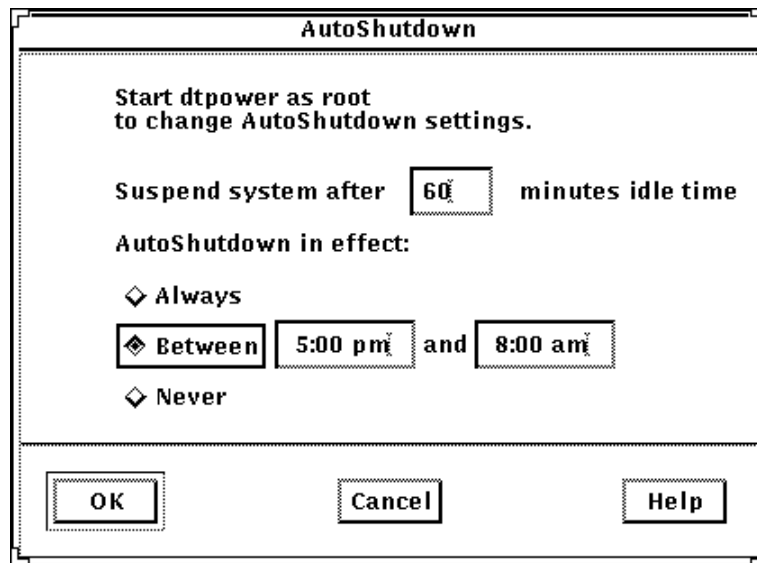 AutoShutdown
Start dtpower as root
to change AutoShutdown settings.
Suspend system after 60 minutes idle time
AutoShutdown in effect:
Always
Between 5:00 pm and 8:00 am
Never
OK Cancel Help